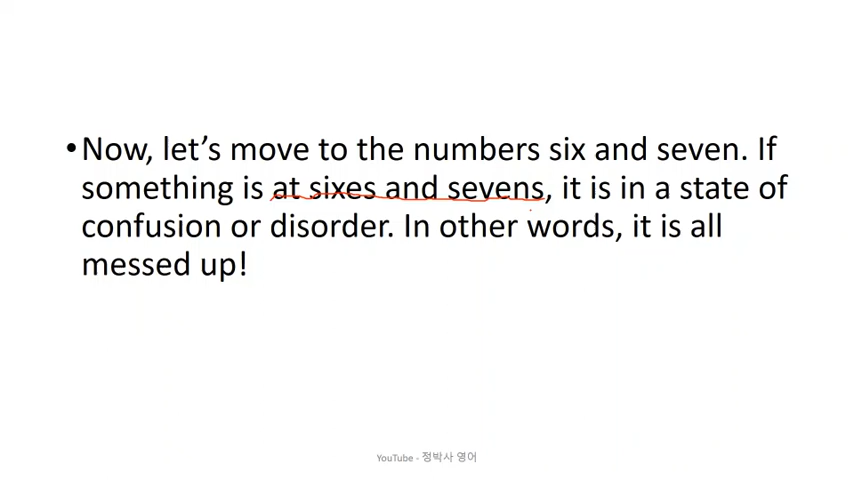 •Now, let’s move to the numbers six and seven. If
something is at sixes and sevens, it is in a state of
confusion or disorder. In other words, it is all
messed up!
YouTube - 정박사 영어